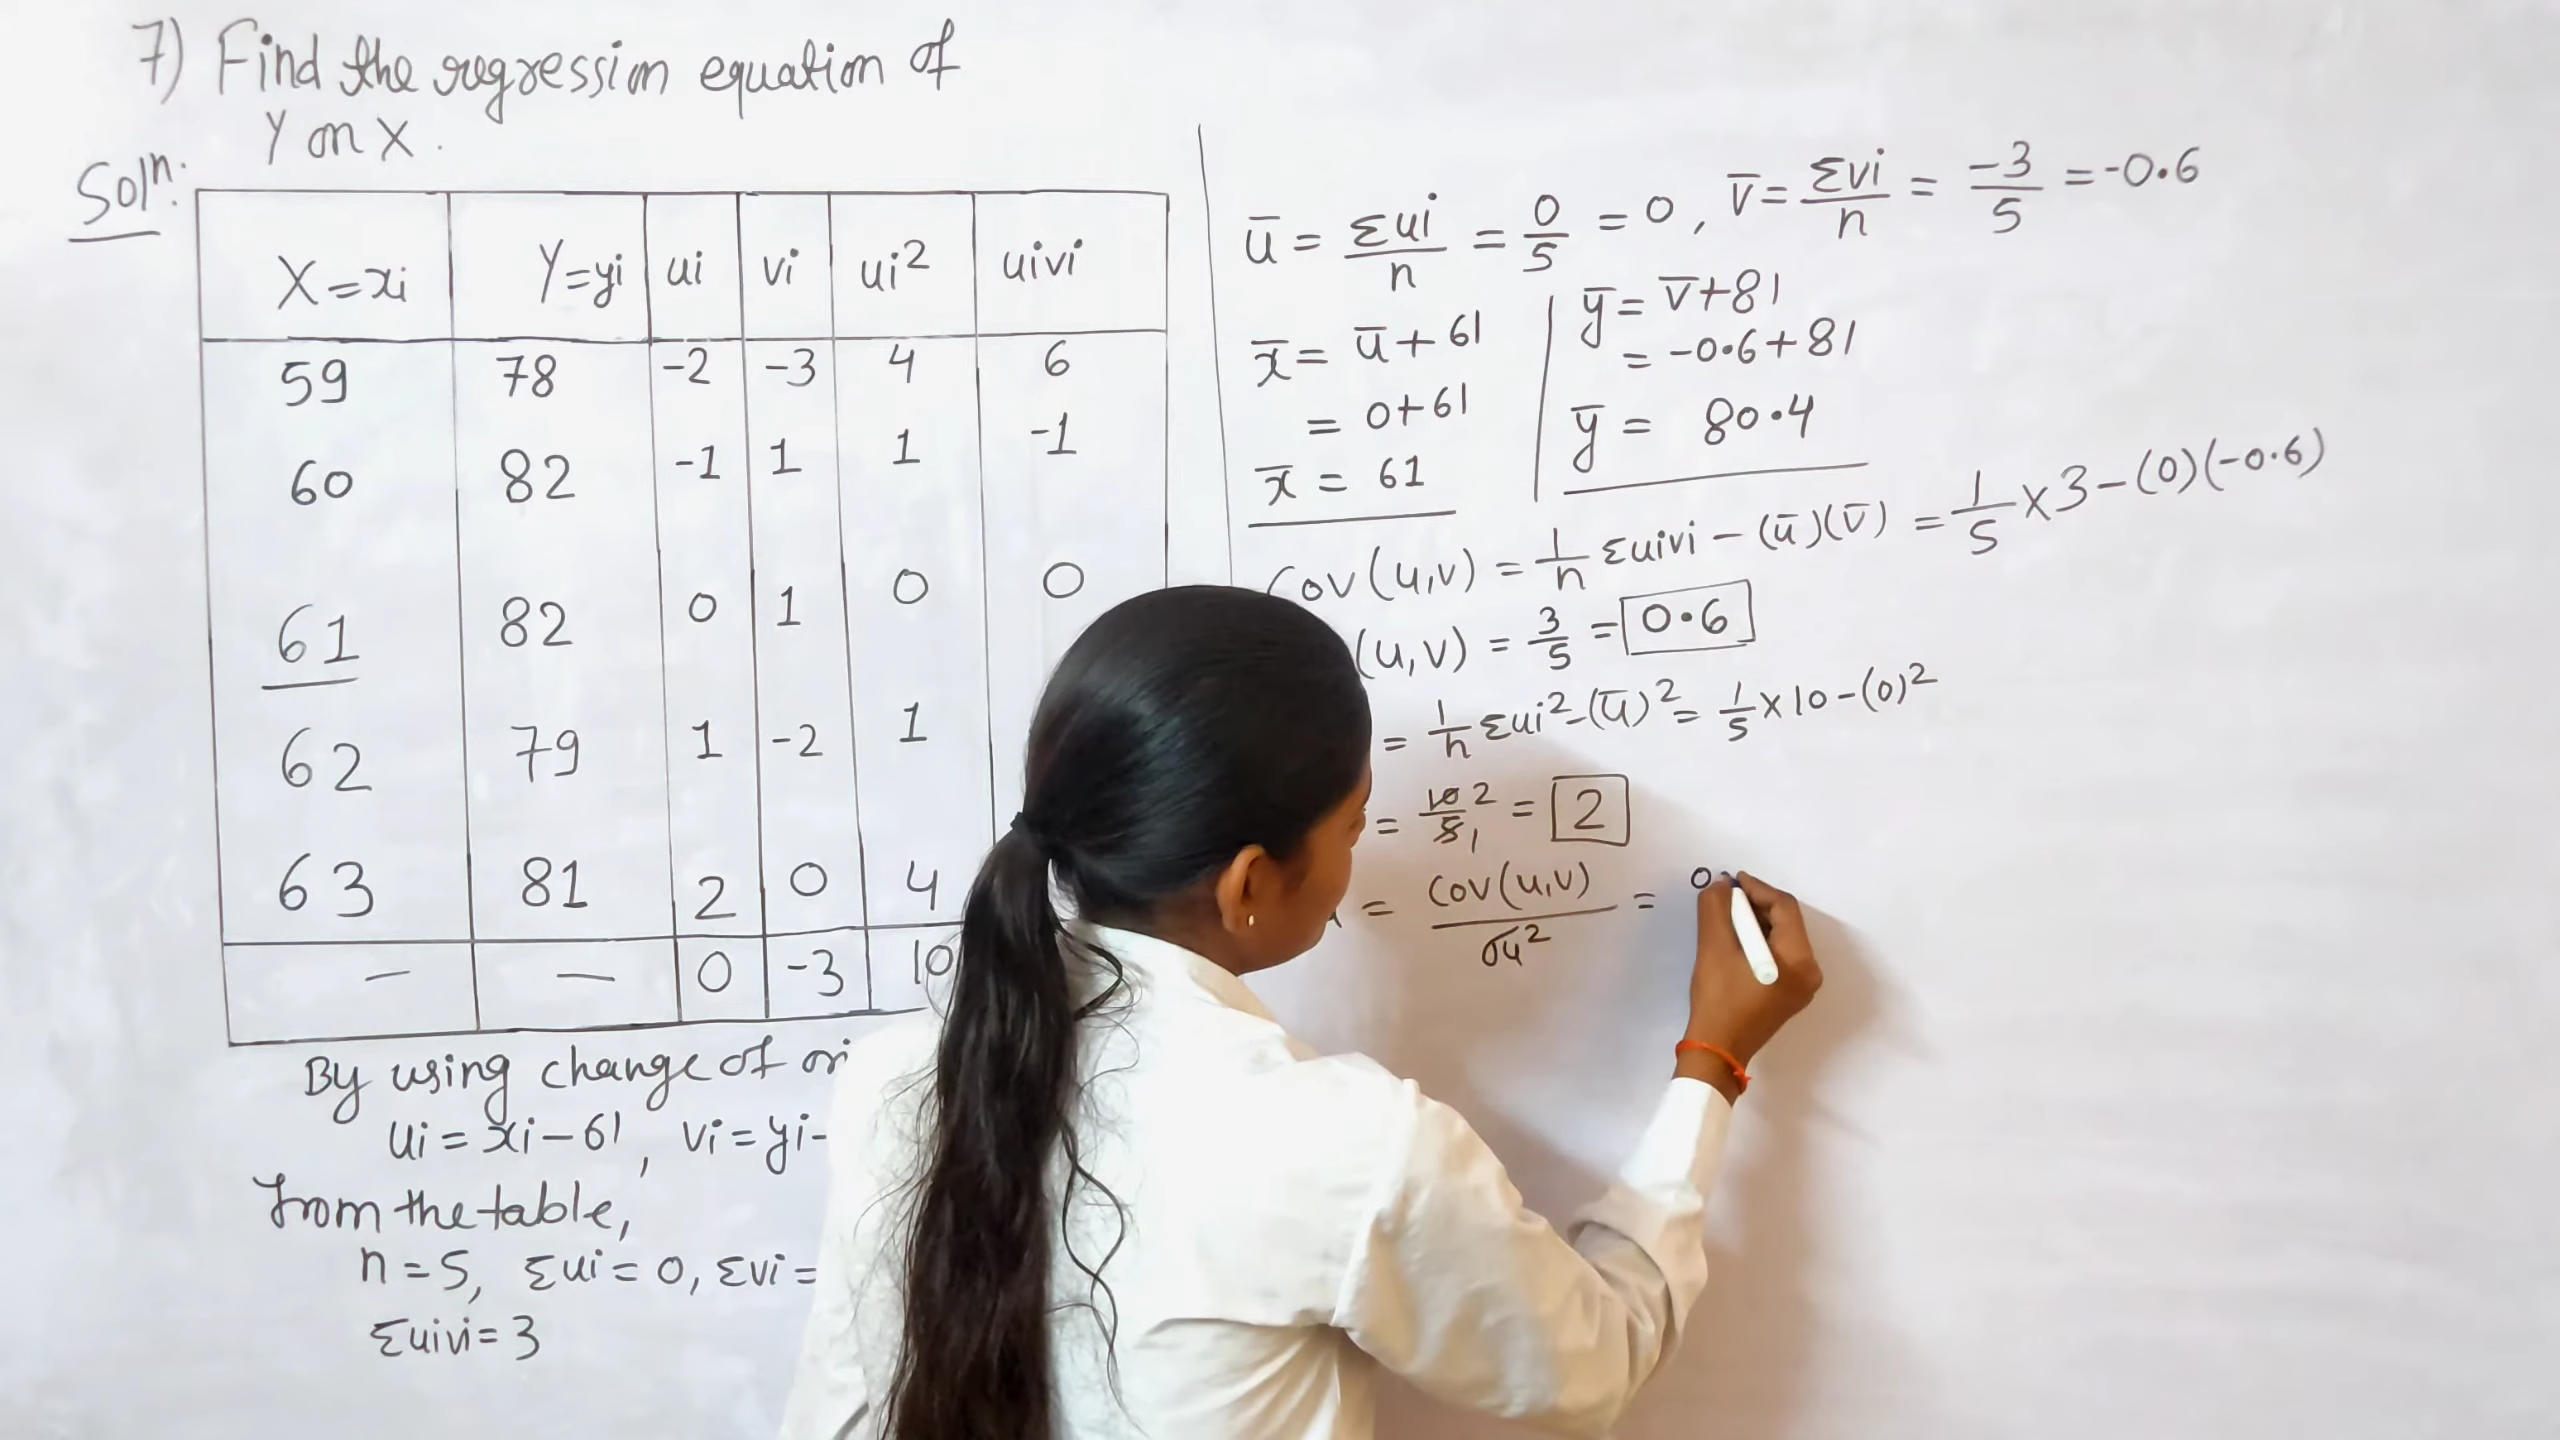 7) Find the regression equation of
Y on X.
Solⁿ:
X=xi Y=yi ui vi ui² uivi
59 78 -2 -3 4 6
60 82 -1 1 1 -1
61 82 0 1 0 0
62 79 1 -2 1
63 81 2 0 4
— — 0 -3 10
By using change of
ui = xi-61, vi = yi-
From the table,
n = 5, Σui = 0, Σvi =
Σuivi = 3
u̅ = Σui/n = 0/5 = 0, v̅ = Σvi/n = -3/5 = -0.6
x̅ = u̅+61
= 0+61
x̅ = 61
y̅ = v̅+81
= -0.6+81
y̅ = 80.4
Cov(u,v) = 1/n Σuivi - (u̅)(v̅) = 1/5 × 3-(0)(-0.6)
(u,v) = 3/5 = 0.6
= 1/n Σui²-(u̅)² = 1/5 × 10-(0)²
= 10/5 2/1 = 2
= Cov(u,v)/σu² = 0.